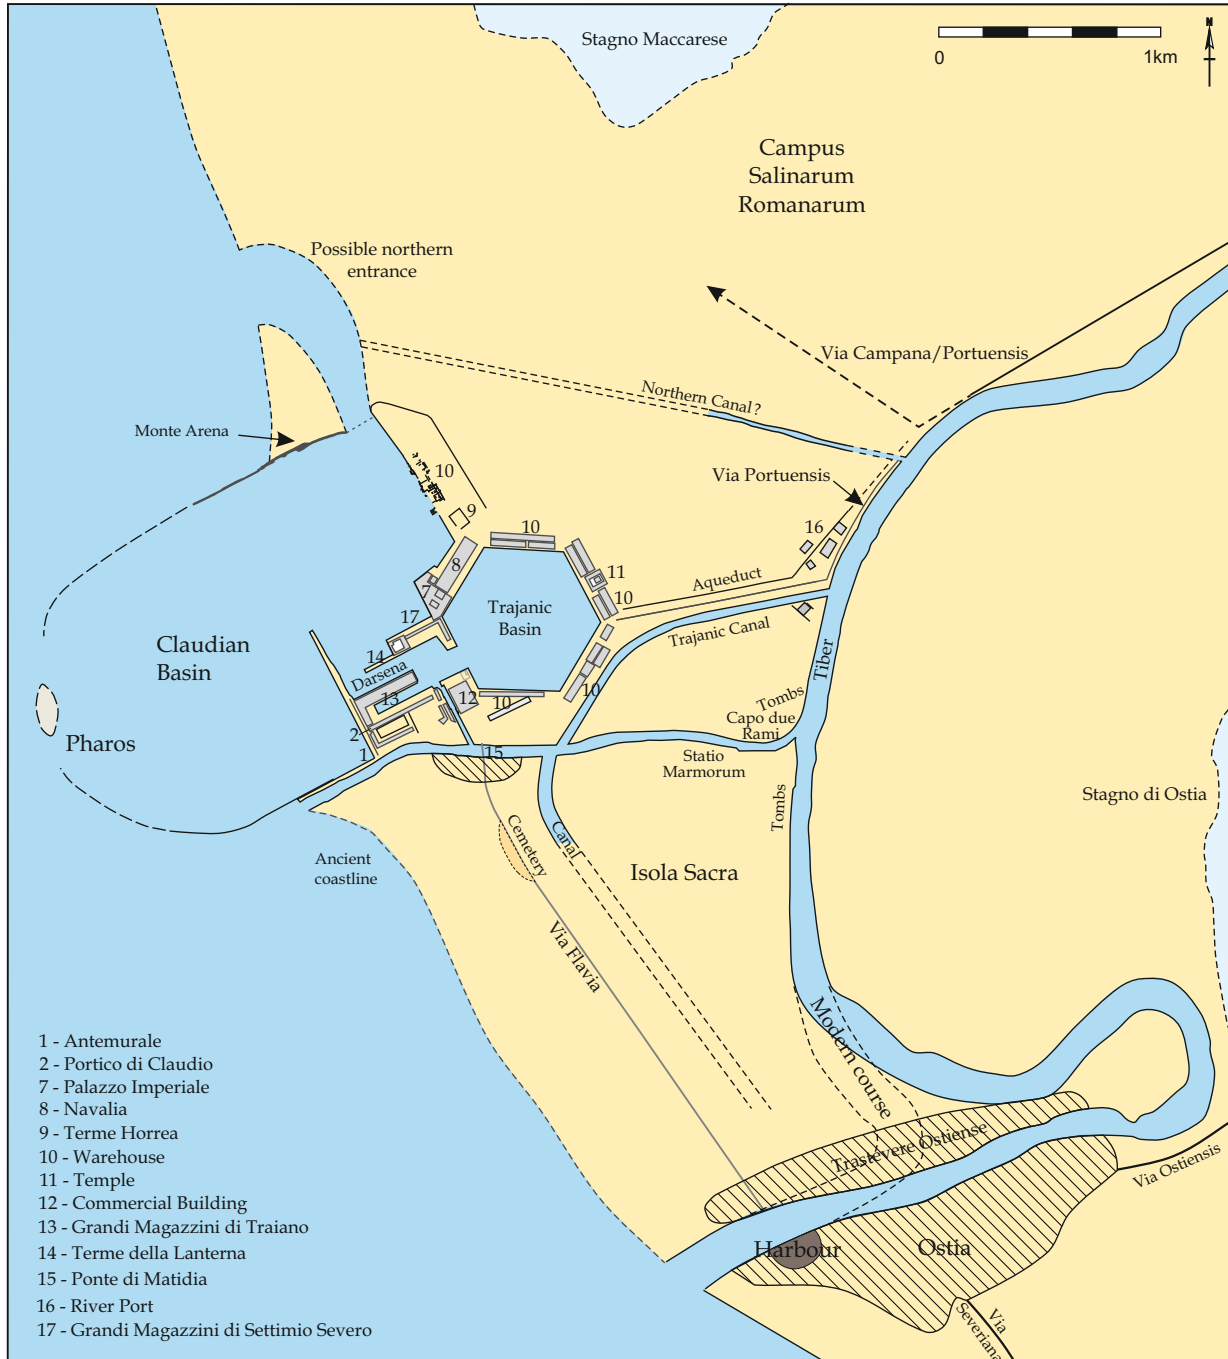 Stagno Maccarese
0
1km
N
Campus
Salinarum
Romanarum
Possible northern
entrance
Via Campana/Portuensis
Northern Canal?
Monte Arena
10
Via Portuensis
9
10
16
8
11
7
10
Aqueduct
17
Trajanic
Basin
Trajanic Canal
Claudian
Basin
14
Darsena
Tiber
13
12
10
10
Tombs
Capo due
Rami
2
Pharos
1
15
Statio
Marmorum
Tombs
Stagno di Ostia
Cemetery
Canal
Ancient
coastline
Isola Sacra
Via Flavia
Modern course
1 - Antemurale
2 - Portico di Claudio
7 - Palazzo Imperiale
8 - Navalia
9 - Terme Horrea
10 - Warehouse
11 - Temple
12 - Commercial Building
13 - Grandi Magazzini di Traiano
14 - Terme della Lanterna
15 - Ponte di Matidia
16 - River Port
17 - Grandi Magazzini di Settimio Severo
Trastevere Ostiense
Via Ostiensis
Harbour
Ostia
Via
Severiana